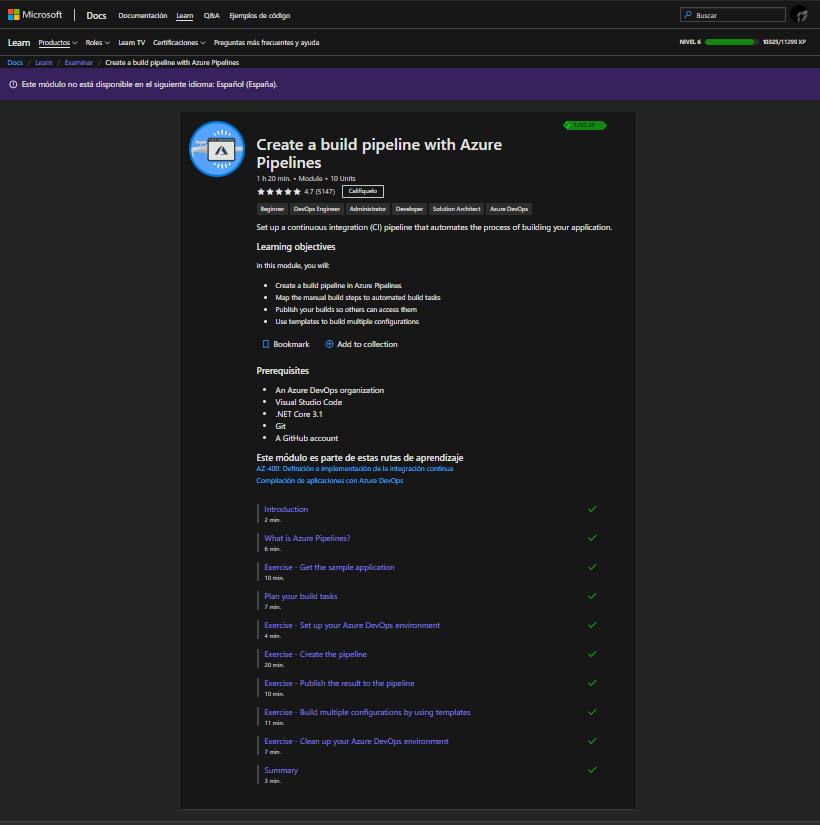 Microsoft Docs Documentación Learn Q&A Ejemplos de código Buscar
Learn Productos Roles Learn TV Certificaciones Preguntas más frecuentes y ayuda NIVEL 6 10325/11299 XP
Docs / Learn / Examinar / Create a build pipeline with Azure Pipelines
Este módulo no está disponible en el siguiente idioma: Español (España).
1200 XP
Create a build pipeline with Azure
Pipelines
1 h 20 min. • Module • 10 Units
4.7 (5147) Califíquelo
Beginner DevOps Engineer Administrator Developer Solution Architect Azure DevOps
Set up a continuous integration (CI) pipeline that automates the process of building your application.
Learning objectives
In this module, you will:
• Create a build pipeline in Azure Pipelines
• Map the manual build steps to automated build tasks
• Publish your builds so others can access them
• Use templates to build multiple configurations
Bookmark Add to collection
Prerequisites
• An Azure DevOps organization
• Visual Studio Code
• .NET Core 3.1
• Git
• A GitHub account
Este módulo es parte de estas rutas de aprendizaje
AZ-400: Definición e implementación de la integración continua
Compilación de aplicaciones con Azure DevOps
Introduction
2 min.
What is Azure Pipelines?
6 min.
Exercise - Get the sample application
10 min.
Plan your build tasks
7 min.
Exercise - Set up your Azure DevOps environment
4 min.
Exercise - Create the pipeline
20 min.
Exercise - Publish the result to the pipeline
10 min.
Exercise - Build multiple configurations by using templates
11 min.
Exercise - Clean up your Azure DevOps environment
7 min.
Summary
3 min.